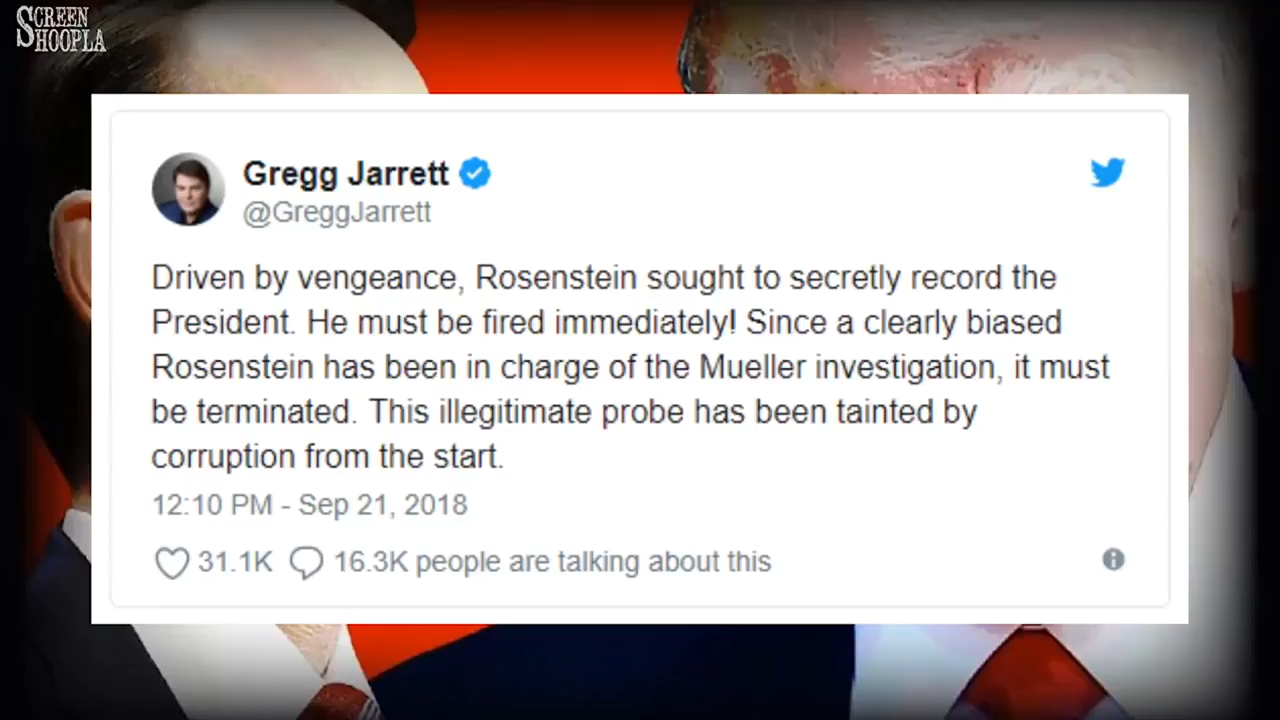 SCREEN
SHOOPLA
Gregg Jarrett
@GreggJarrett
Driven by vengeance, Rosenstein sought to secretly record the
President. He must be fired immediately! Since a clearly biased
Rosenstein has been in charge of the Mueller investigation, it must
be terminated. This illegitimate probe has been tainted by
corruption from the start.
12:10 PM - Sep 21, 2018
31.1K 16.3K people are talking about this